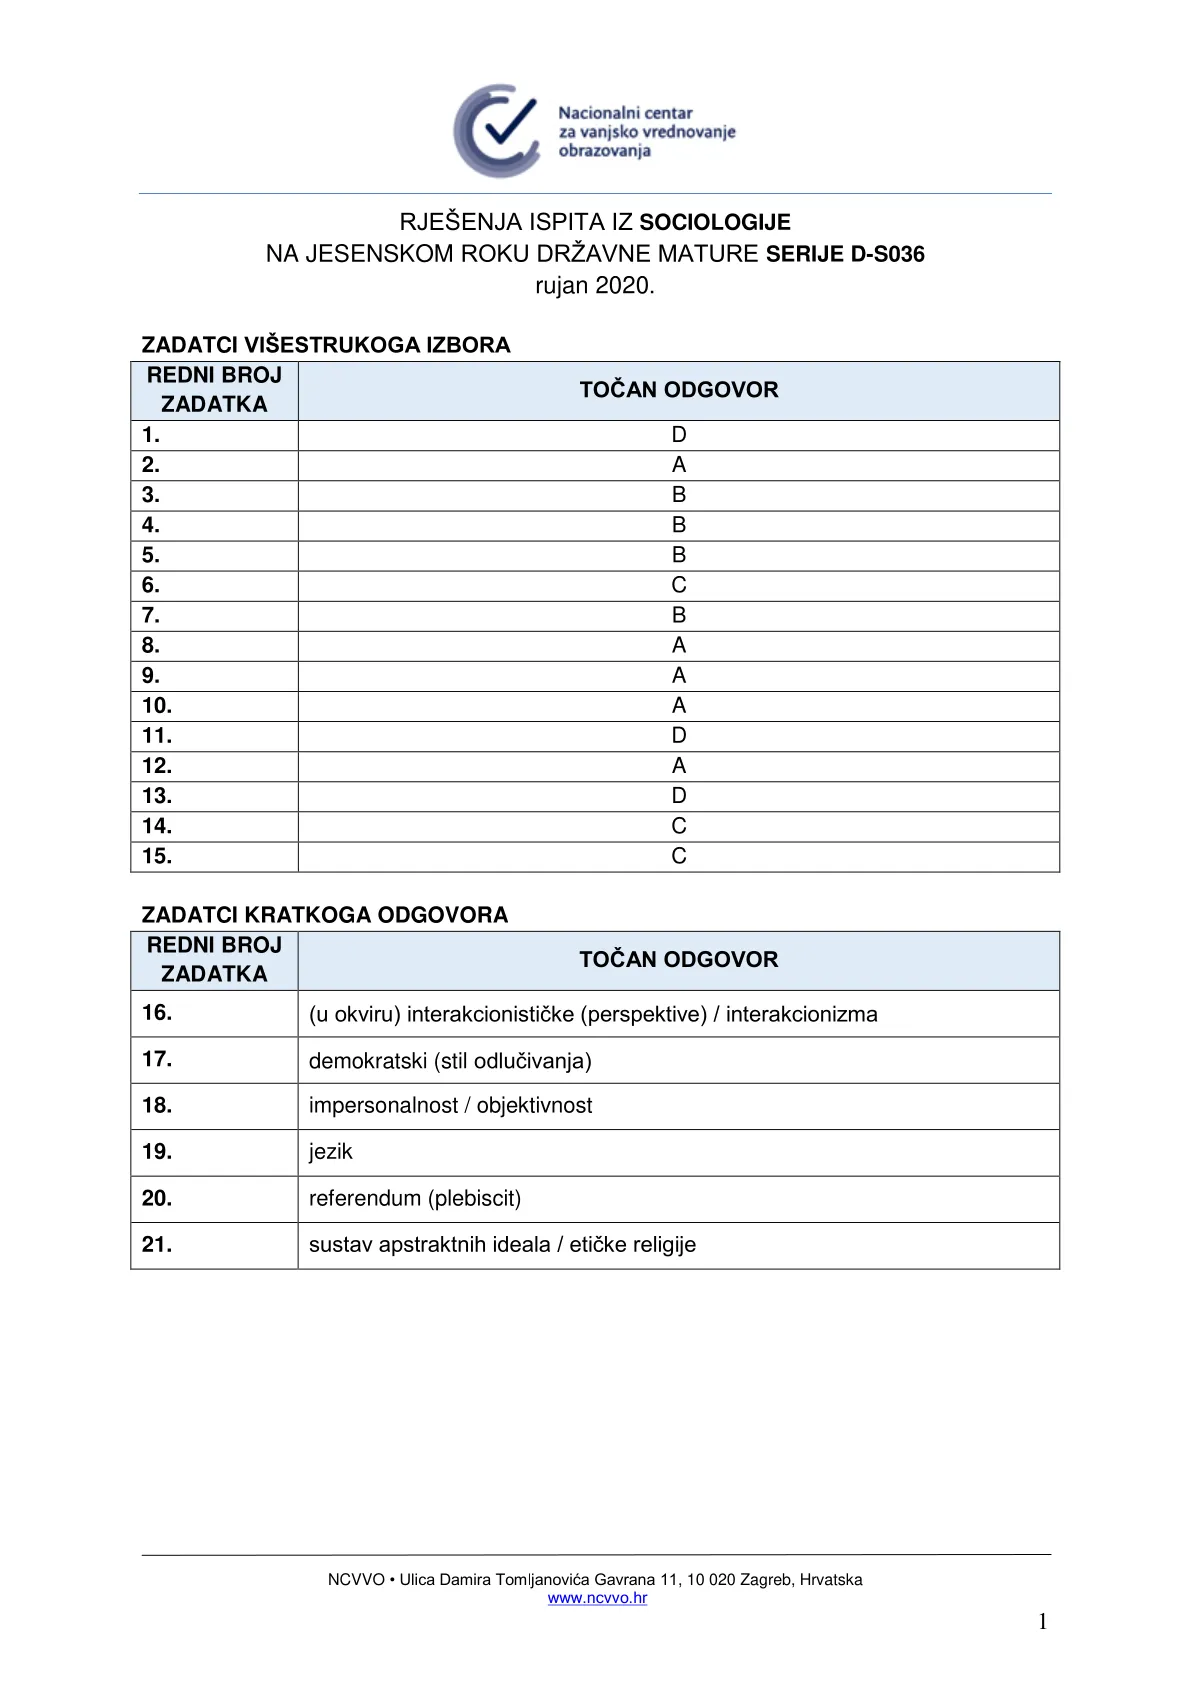 Nacionalni centar
za vanjsko vrednovanje
obrazovanja
RJEŠENJA ISPITA IZ SOCIOLOGIJE
NA JESENSKOM ROKU DRŽAVNE MATURE SERIJE D-S036
rujan 2020.
ZADATCI VIŠESTRUKOGA IZBORA
REDNI BROJ
ZADATKA
TOČAN ODGOVOR
1. D
2. A
3. B
4. B
5. B
6. C
7. B
8. A
9. A
10. A
11. D
12. A
13. D
14. C
15. C
ZADATCI KRATKOGA ODGOVORA
REDNI BROJ
ZADATKA
TOČAN ODGOVOR
16. (u okviru) interakcionističke (perspektive) / interakcionizma
17. demokratski (stil odlučivanja)
18. impersonalnost / objektivnost
19. jezik
20. referendum (plebiscit)
21. sustav apstraktnih ideala / etičke religije
NCVVO • Ulica Damira Tomljanovića Gavrana 11, 10 020 Zagreb, Hrvatska
www.ncvvo.hr
1